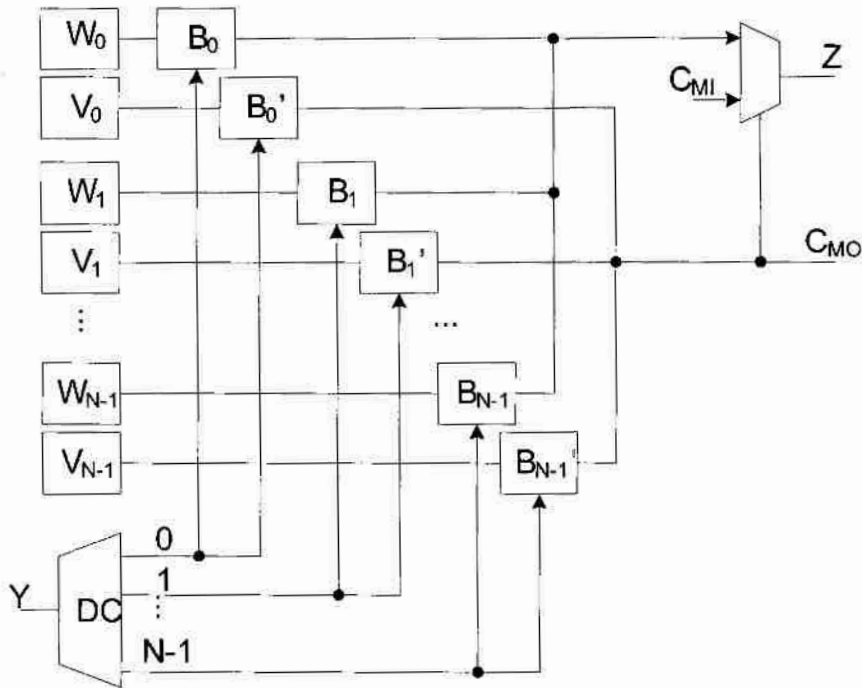 W0 B0 Z
CMI
V0 B0'
W1 B1
V1 B1' CMO
⋮ ...
WN-1 BN-1
VN-1 BN-1'
0
Y DC 1
⋮
N-1